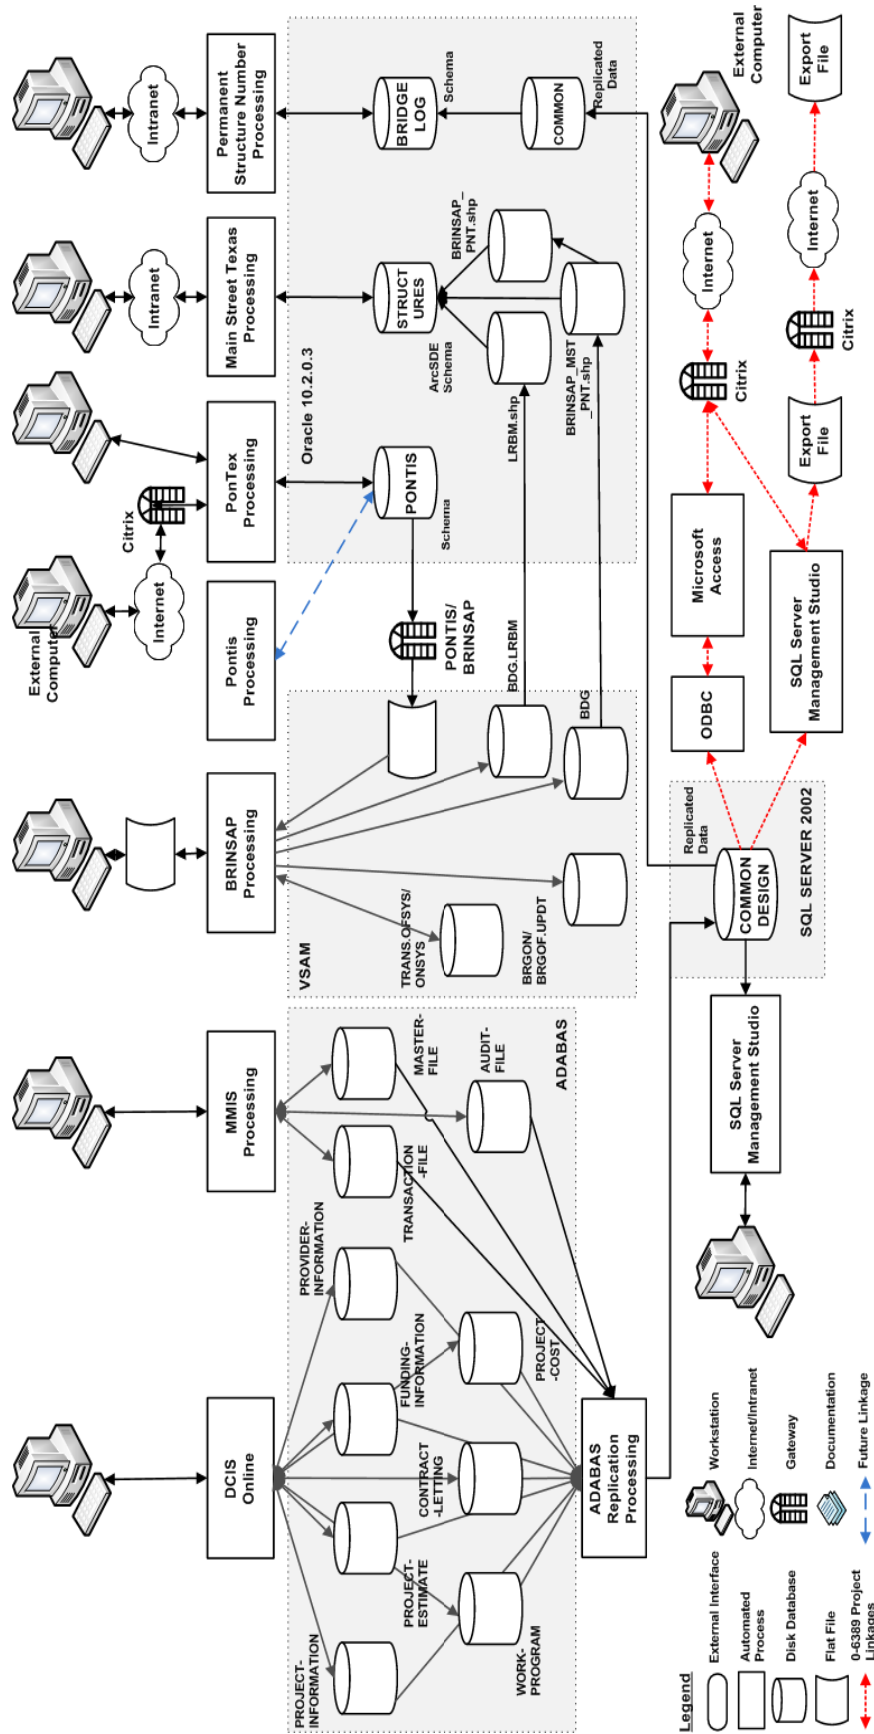 DCIS
Online
MMIS
Processing
BRINSAP
Processing
Pontis
Processing
PonTex
Processing
Main Street Texas
Processing
Permanent
Structure Number
Processing
External
Computer
Internet
Citrix
Intranet
Intranet
PROJECT-
INFORMATION
PROJECT-
ESTIMATE
FUNDING-
INFORMATION
PROVIDER-
INFORMATION
WORK-
PROGRAM
CONTRACT
-LETTING
PROJECT
-COST
TRANSACTION
-FILE
MASTER-
FILE
AUDIT-
FILE
ADABAS
VSAM
TRANS.OFSYS/
ONSYS
BRGON/
BRGOF.UPDT
BDG.LRBM
BDG
PONTIS/
BRINSAP
Oracle 10.2.0.3
PONTIS
Schema
STRUCT
URES
ArcSDE
Schema
LRBM.shp
BRINSAP_
PNT.shp
BRINSAP_MST
_PNT.shp
BRIDGE
LOG
Schema
COMMON
Replicated
Data
ADABAS
Replication
Processing
SQL Server
Management Studio
COMMON
DESIGN
Replicated
Data
SQL SERVER 2002
ODBC
Microsoft
Access
SQL Server
Management Studio
Citrix
Internet
External
Computer
Export
File
Citrix
Internet
Export
File
Legend
External Interface
Automated
Process
Disk Database
Flat File
0-6389 Project
Linkages
Workstation
Internet/Intranet
Gateway
Documentation
Future Linkage